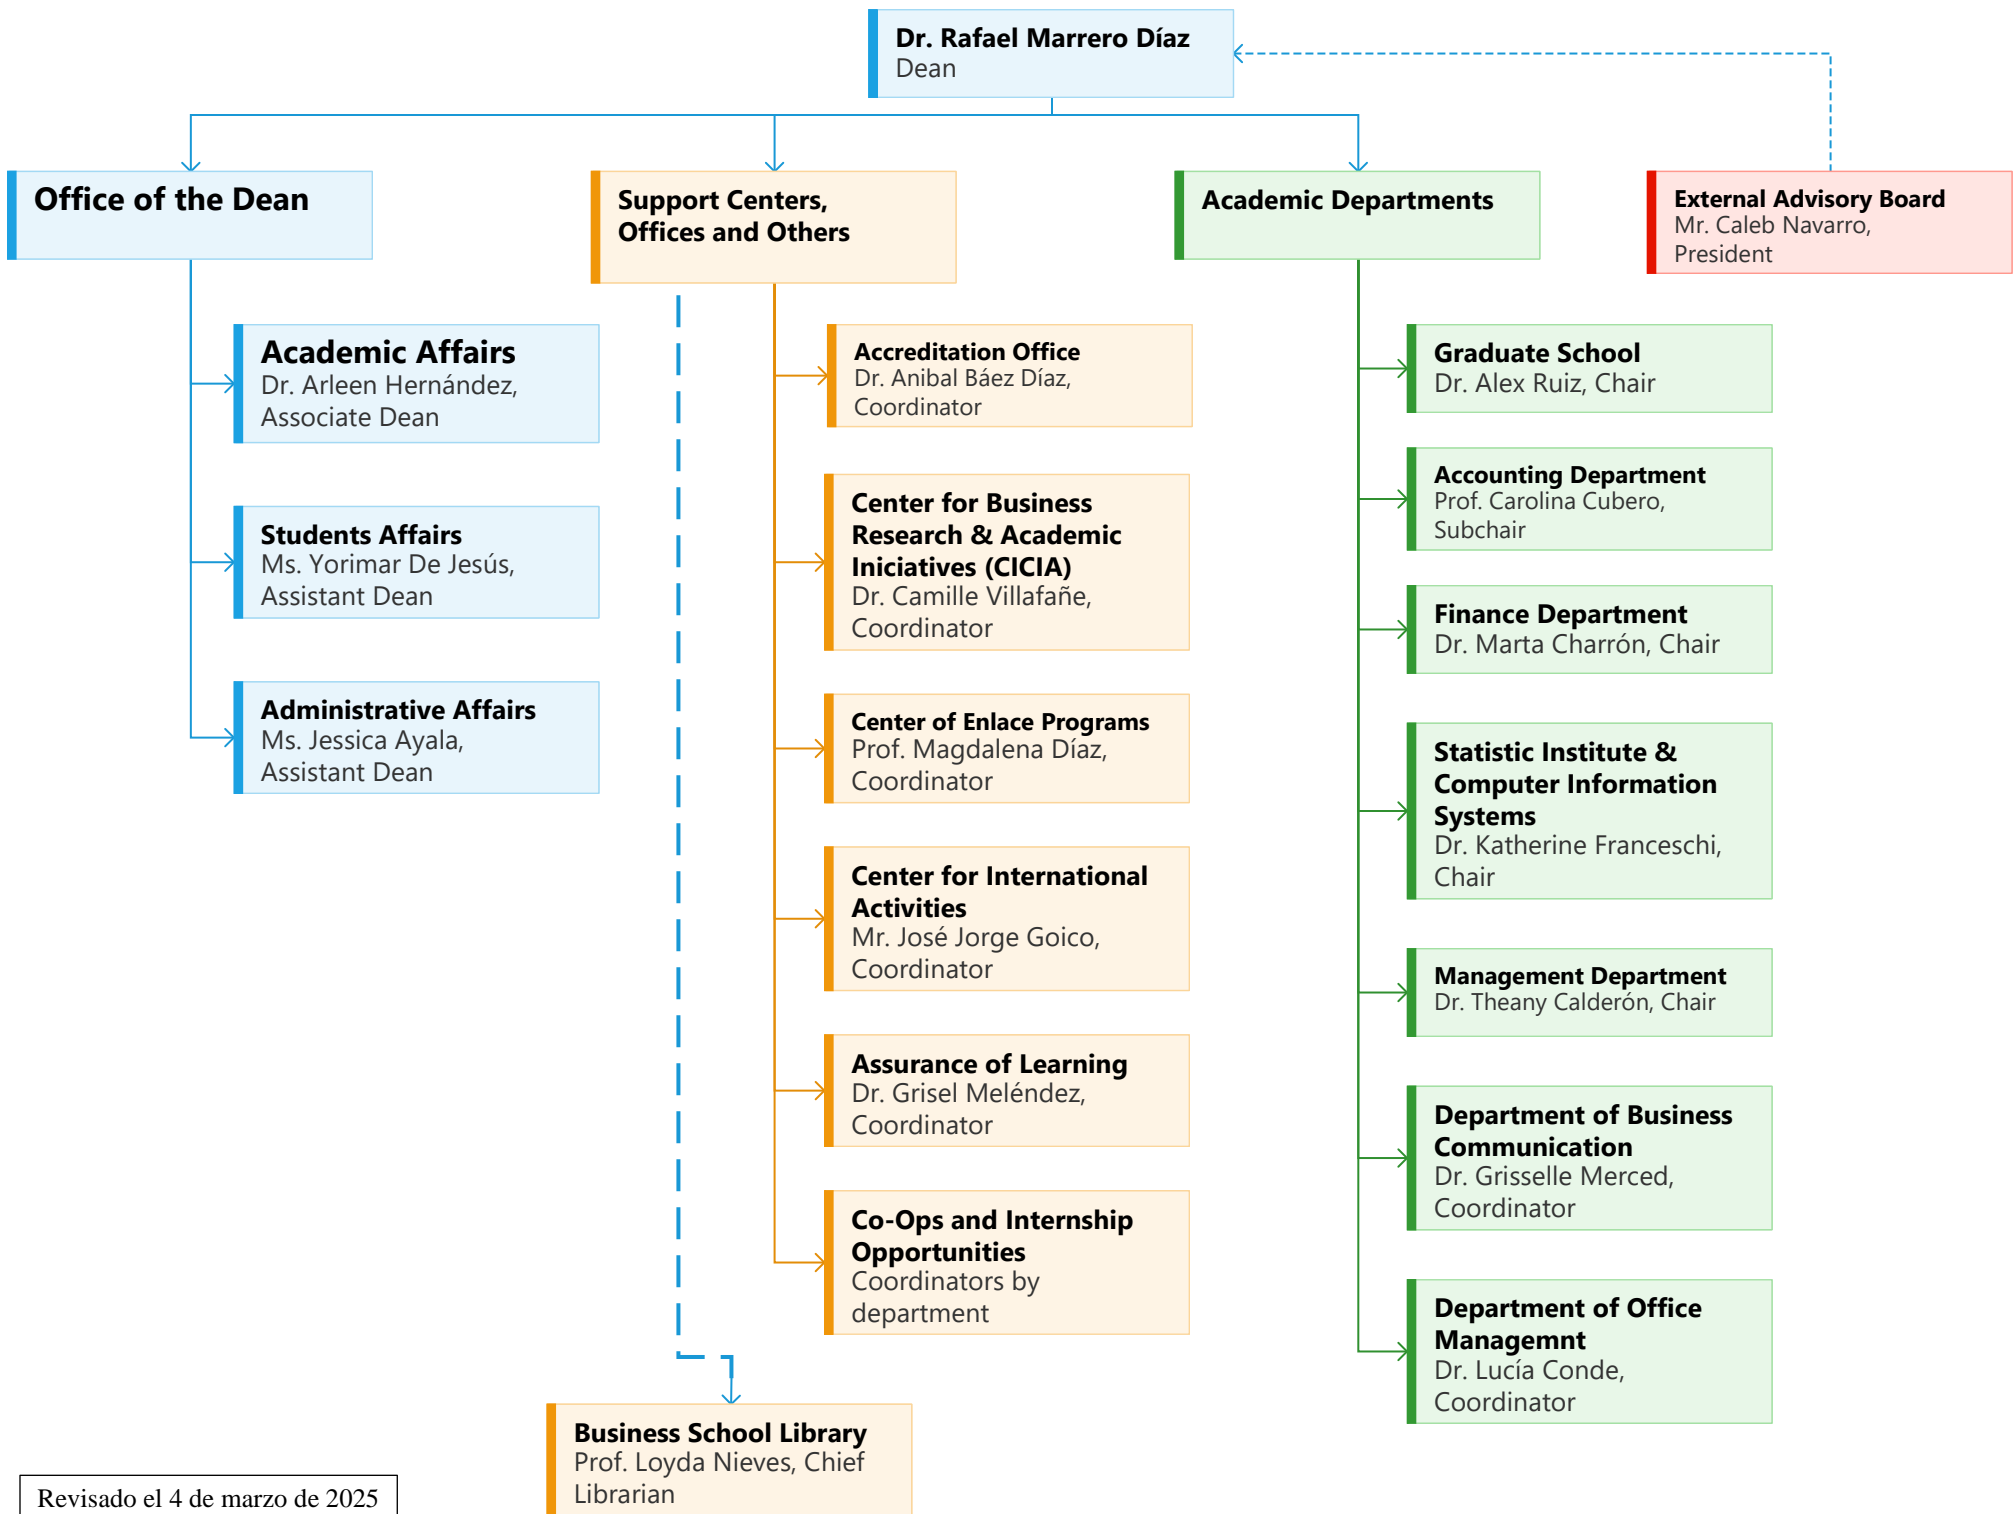 Dr. Rafael Marrero Díaz
Dean
Office of the Dean
Support Centers,
Offices and Others
Academic Departments
External Advisory Board
Mr. Caleb Navarro,
President
Academic Affairs
Dr. Arleen Hernández,
Associate Dean
Students Affairs
Ms. Yorimar De Jesús,
Assistant Dean
Administrative Affairs
Ms. Jessica Ayala,
Assistant Dean
Accreditation Office
Dr. Anibal Báez Díaz,
Coordinator
Center for Business
Research & Academic
Iniciatives (CICIA)
Dr. Camille Villafañe,
Coordinator
Center of Enlace Programs
Prof. Magdalena Díaz,
Coordinator
Center for International
Activities
Mr. José Jorge Goico,
Coordinator
Assurance of Learning
Dr. Grisel Meléndez,
Coordinator
Co-Ops and Internship
Opportunities
Coordinators by
department
Business School Library
Prof. Loyda Nieves, Chief
Librarian
Graduate School
Dr. Alex Ruiz, Chair
Accounting Department
Prof. Carolina Cubero,
Subchair
Finance Department
Dr. Marta Charrón, Chair
Statistic Institute &
Computer Information
Systems
Dr. Katherine Franceschi,
Chair
Management Department
Dr. Theany Calderón, Chair
Department of Business
Communication
Dr. Grisselle Merced,
Coordinator
Department of Office
Managemnt
Dr. Lucía Conde,
Coordinator
Revisado el 4 de marzo de 2025